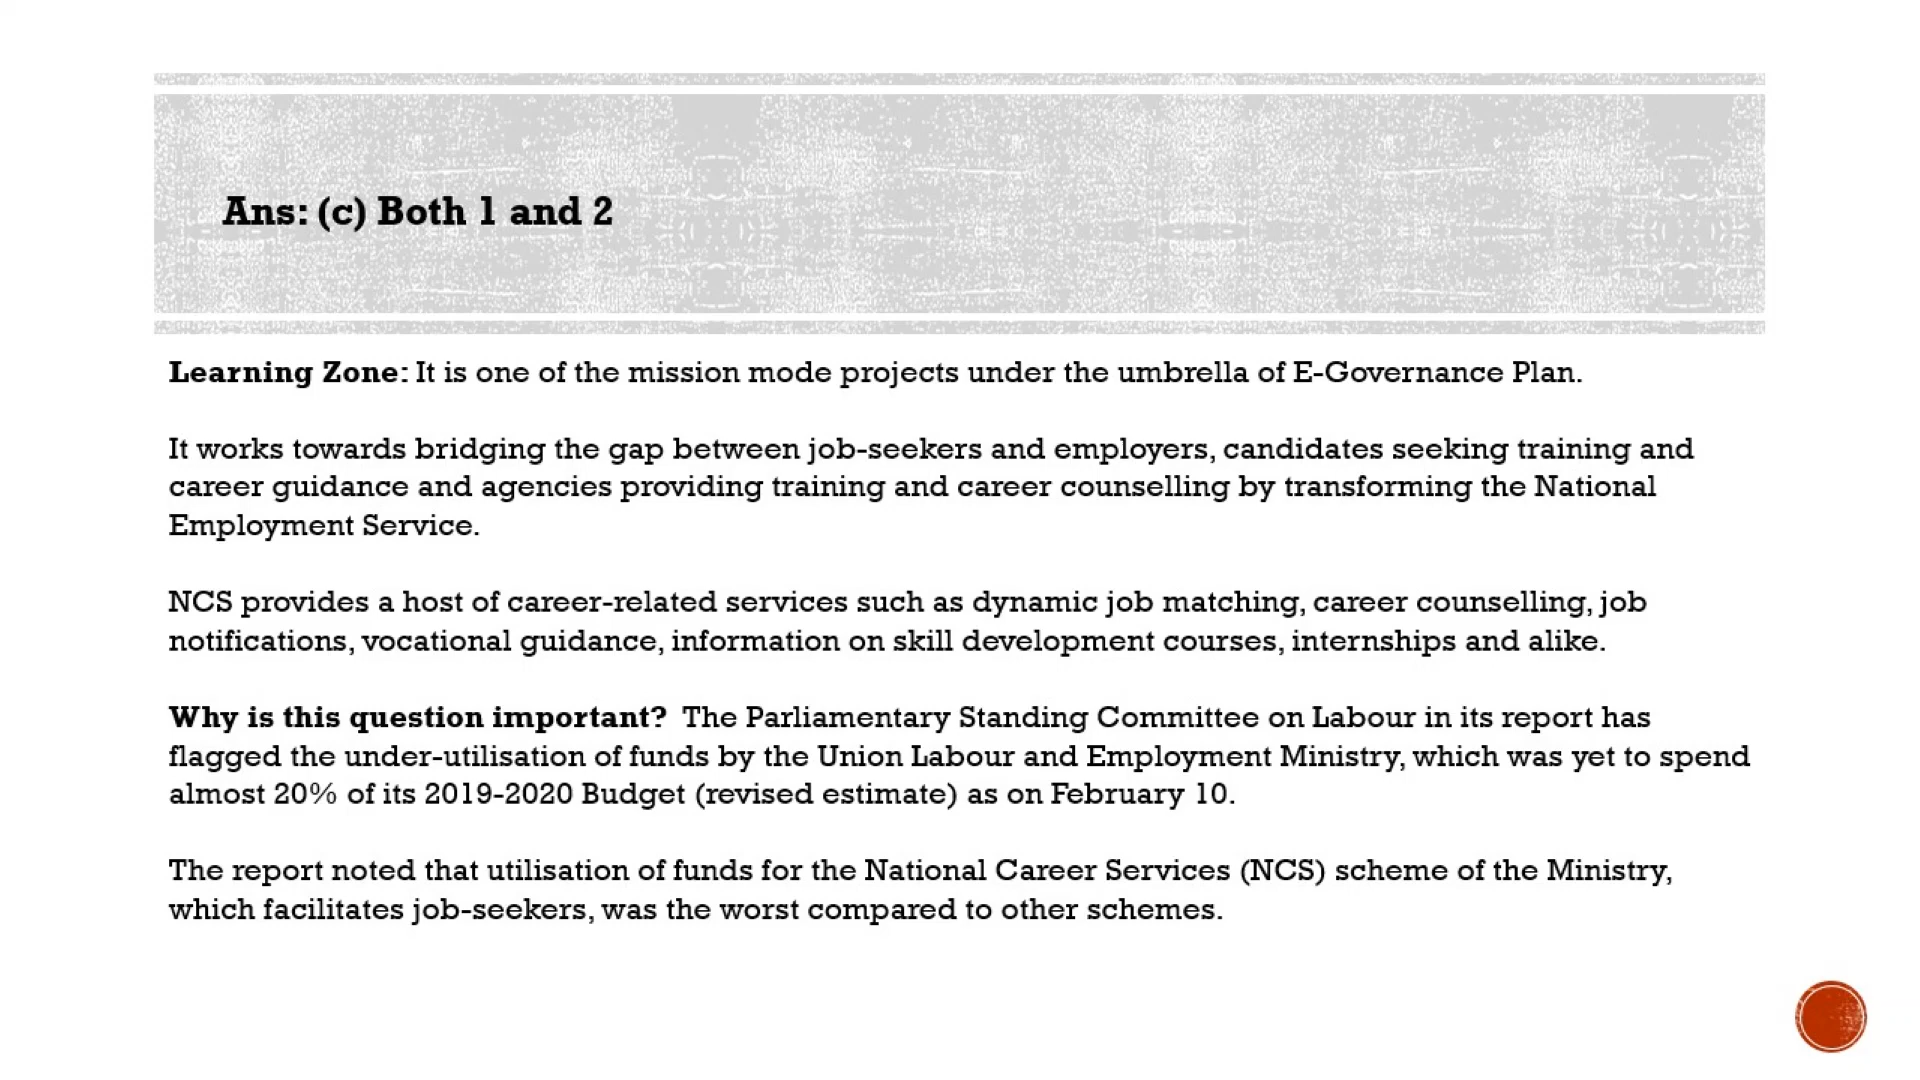 Ans: (c) Both 1 and 2
Learning Zone: It is one of the mission mode projects under the umbrella of E-Governance Plan.
It works towards bridging the gap between job-seekers and employers, candidates seeking training and
career guidance and agencies providing training and career counselling by transforming the National
Employment Service.
NCS provides a host of career-related services such as dynamic job matching, career counselling, job
notifications, vocational guidance, information on skill development courses, internships and alike.
Why is this question important? The Parliamentary Standing Committee on Labour in its report has
flagged the under-utilisation of funds by the Union Labour and Employment Ministry, which was yet to spend
almost 20% of its 2019-2020 Budget (revised estimate) as on February 10.
The report noted that utilisation of funds for the National Career Services (NCS) scheme of the Ministry,
which facilitates job-seekers, was the worst compared to other schemes.